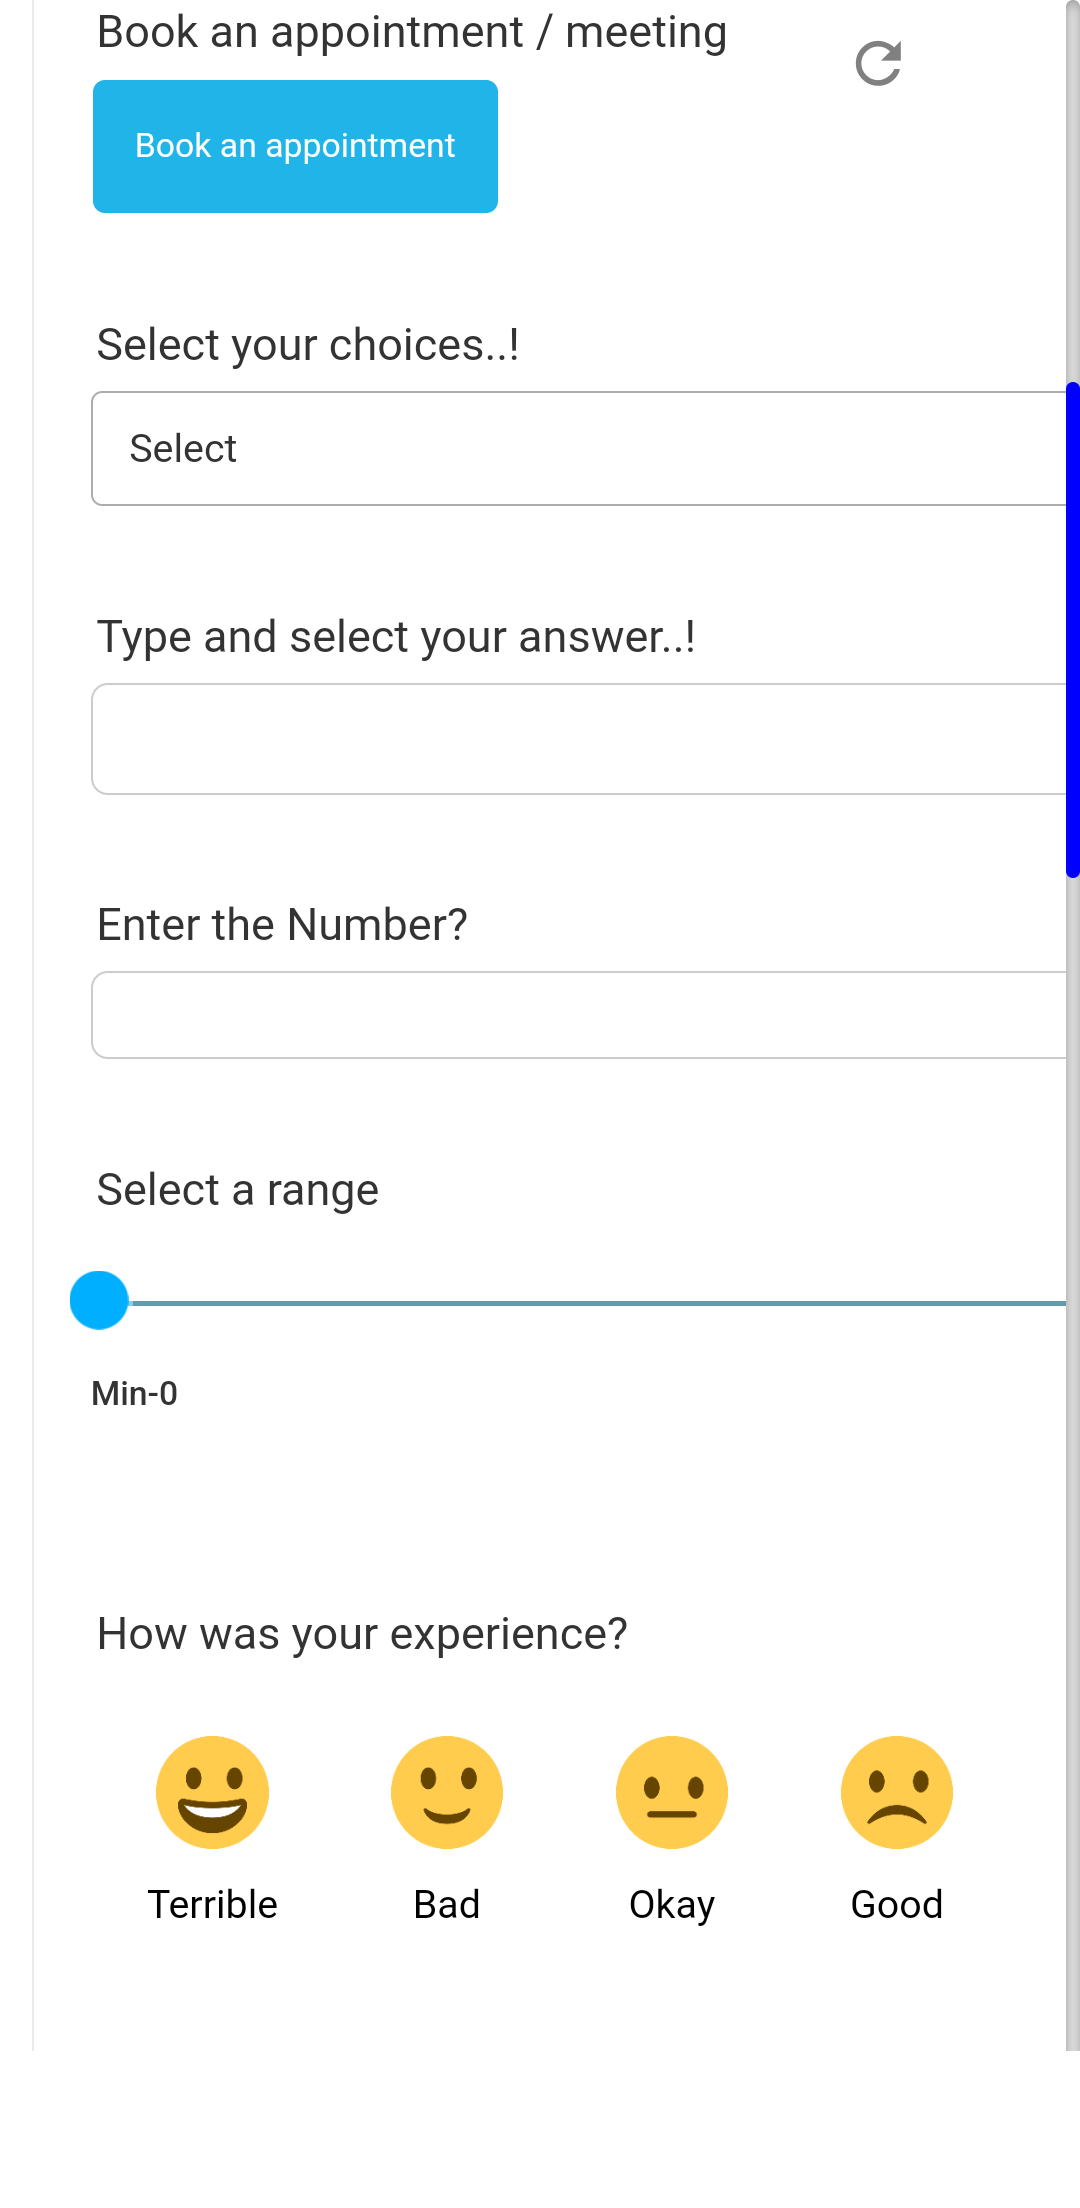 Book an appointment / meeting
Book an appointment
Select your choices..!
Select
Type and select your answer..!
Enter the Number?
Select a range
Min-0
How was your experience?
Terrible Bad Okay Good